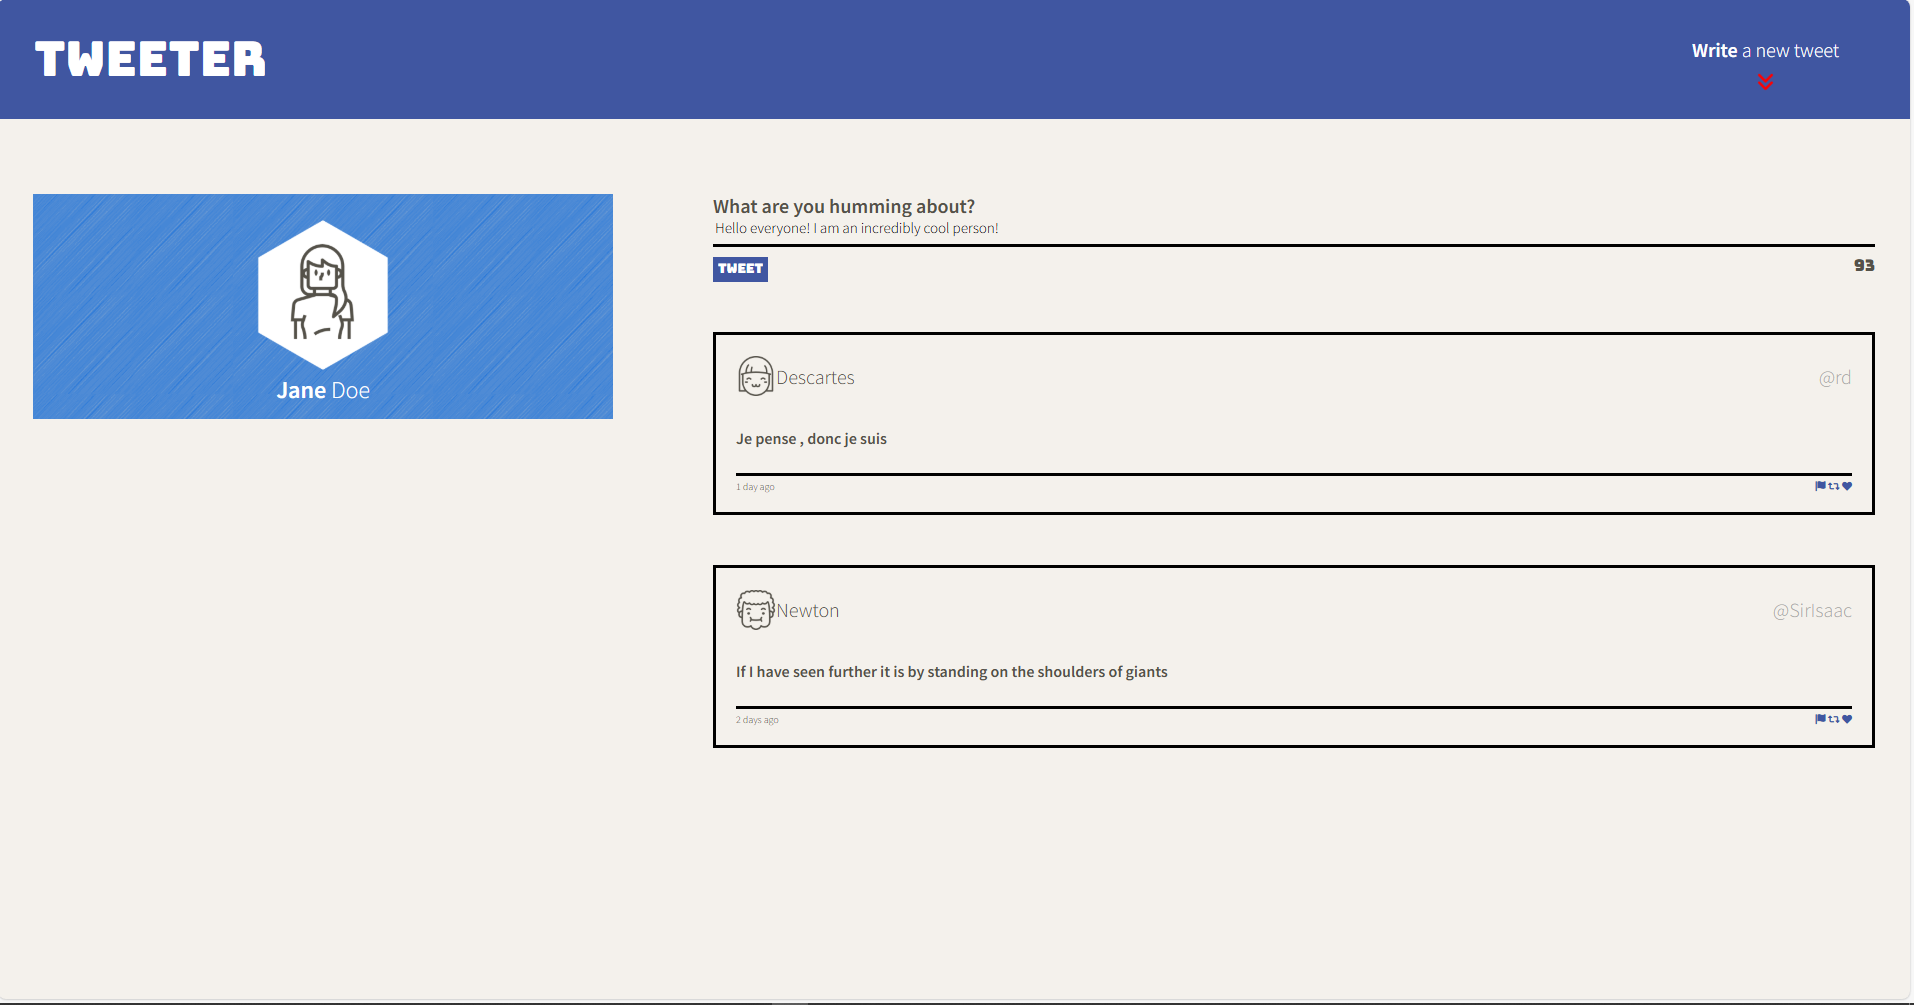 TWEETER
Write a new tweet
Jane Doe
What are you humming about?
Hello everyone! I am an incredibly cool person!
TWEET
93
Descartes
@rd
Je pense , donc je suis
1 day ago
Newton
@SirIsaac
If I have seen further it is by standing on the shoulders of giants
2 days ago